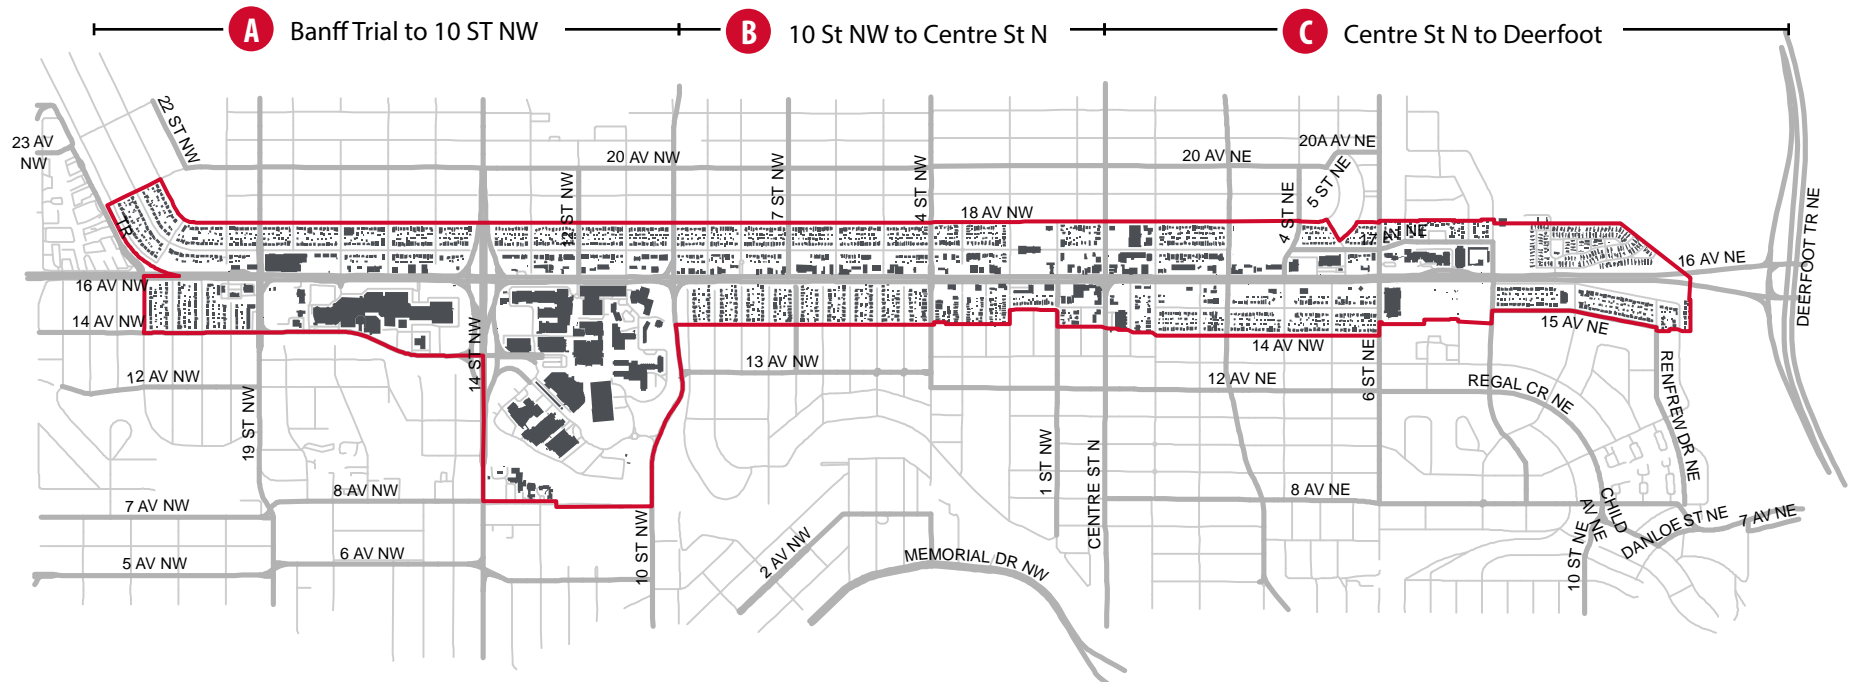 A Banff Trial to 10 ST NW
B 10 St NW to Centre St N
C Centre St N to Deerfoot
22 ST NW
23 AV
NW
20 AV NW
20 AV NE
20A AV NE
5 ST NE
4 ST NE
12 ST NW
7 ST NW
4 ST NW
18 AV NW
TR
17 AV NE
16 AV NW
16 AV NE
DEERFOOT TR NE
14 AV NW
14 ST NW
15 AV NE
14 AV NW
13 AV NW
12 AV NW
12 AV NE
6 ST NE
REGAL CR NE
RENFREW DR NE
19 ST NW
1 ST NW
CENTRE ST N
8 AV NW
8 AV NE
7 AV NW
10 ST NW
CHILD
AV NE
DANLOE ST NE
7 AV NE
6 AV NW
5 AV NW
2 AV NW
MEMORIAL DR NW
10 ST NE